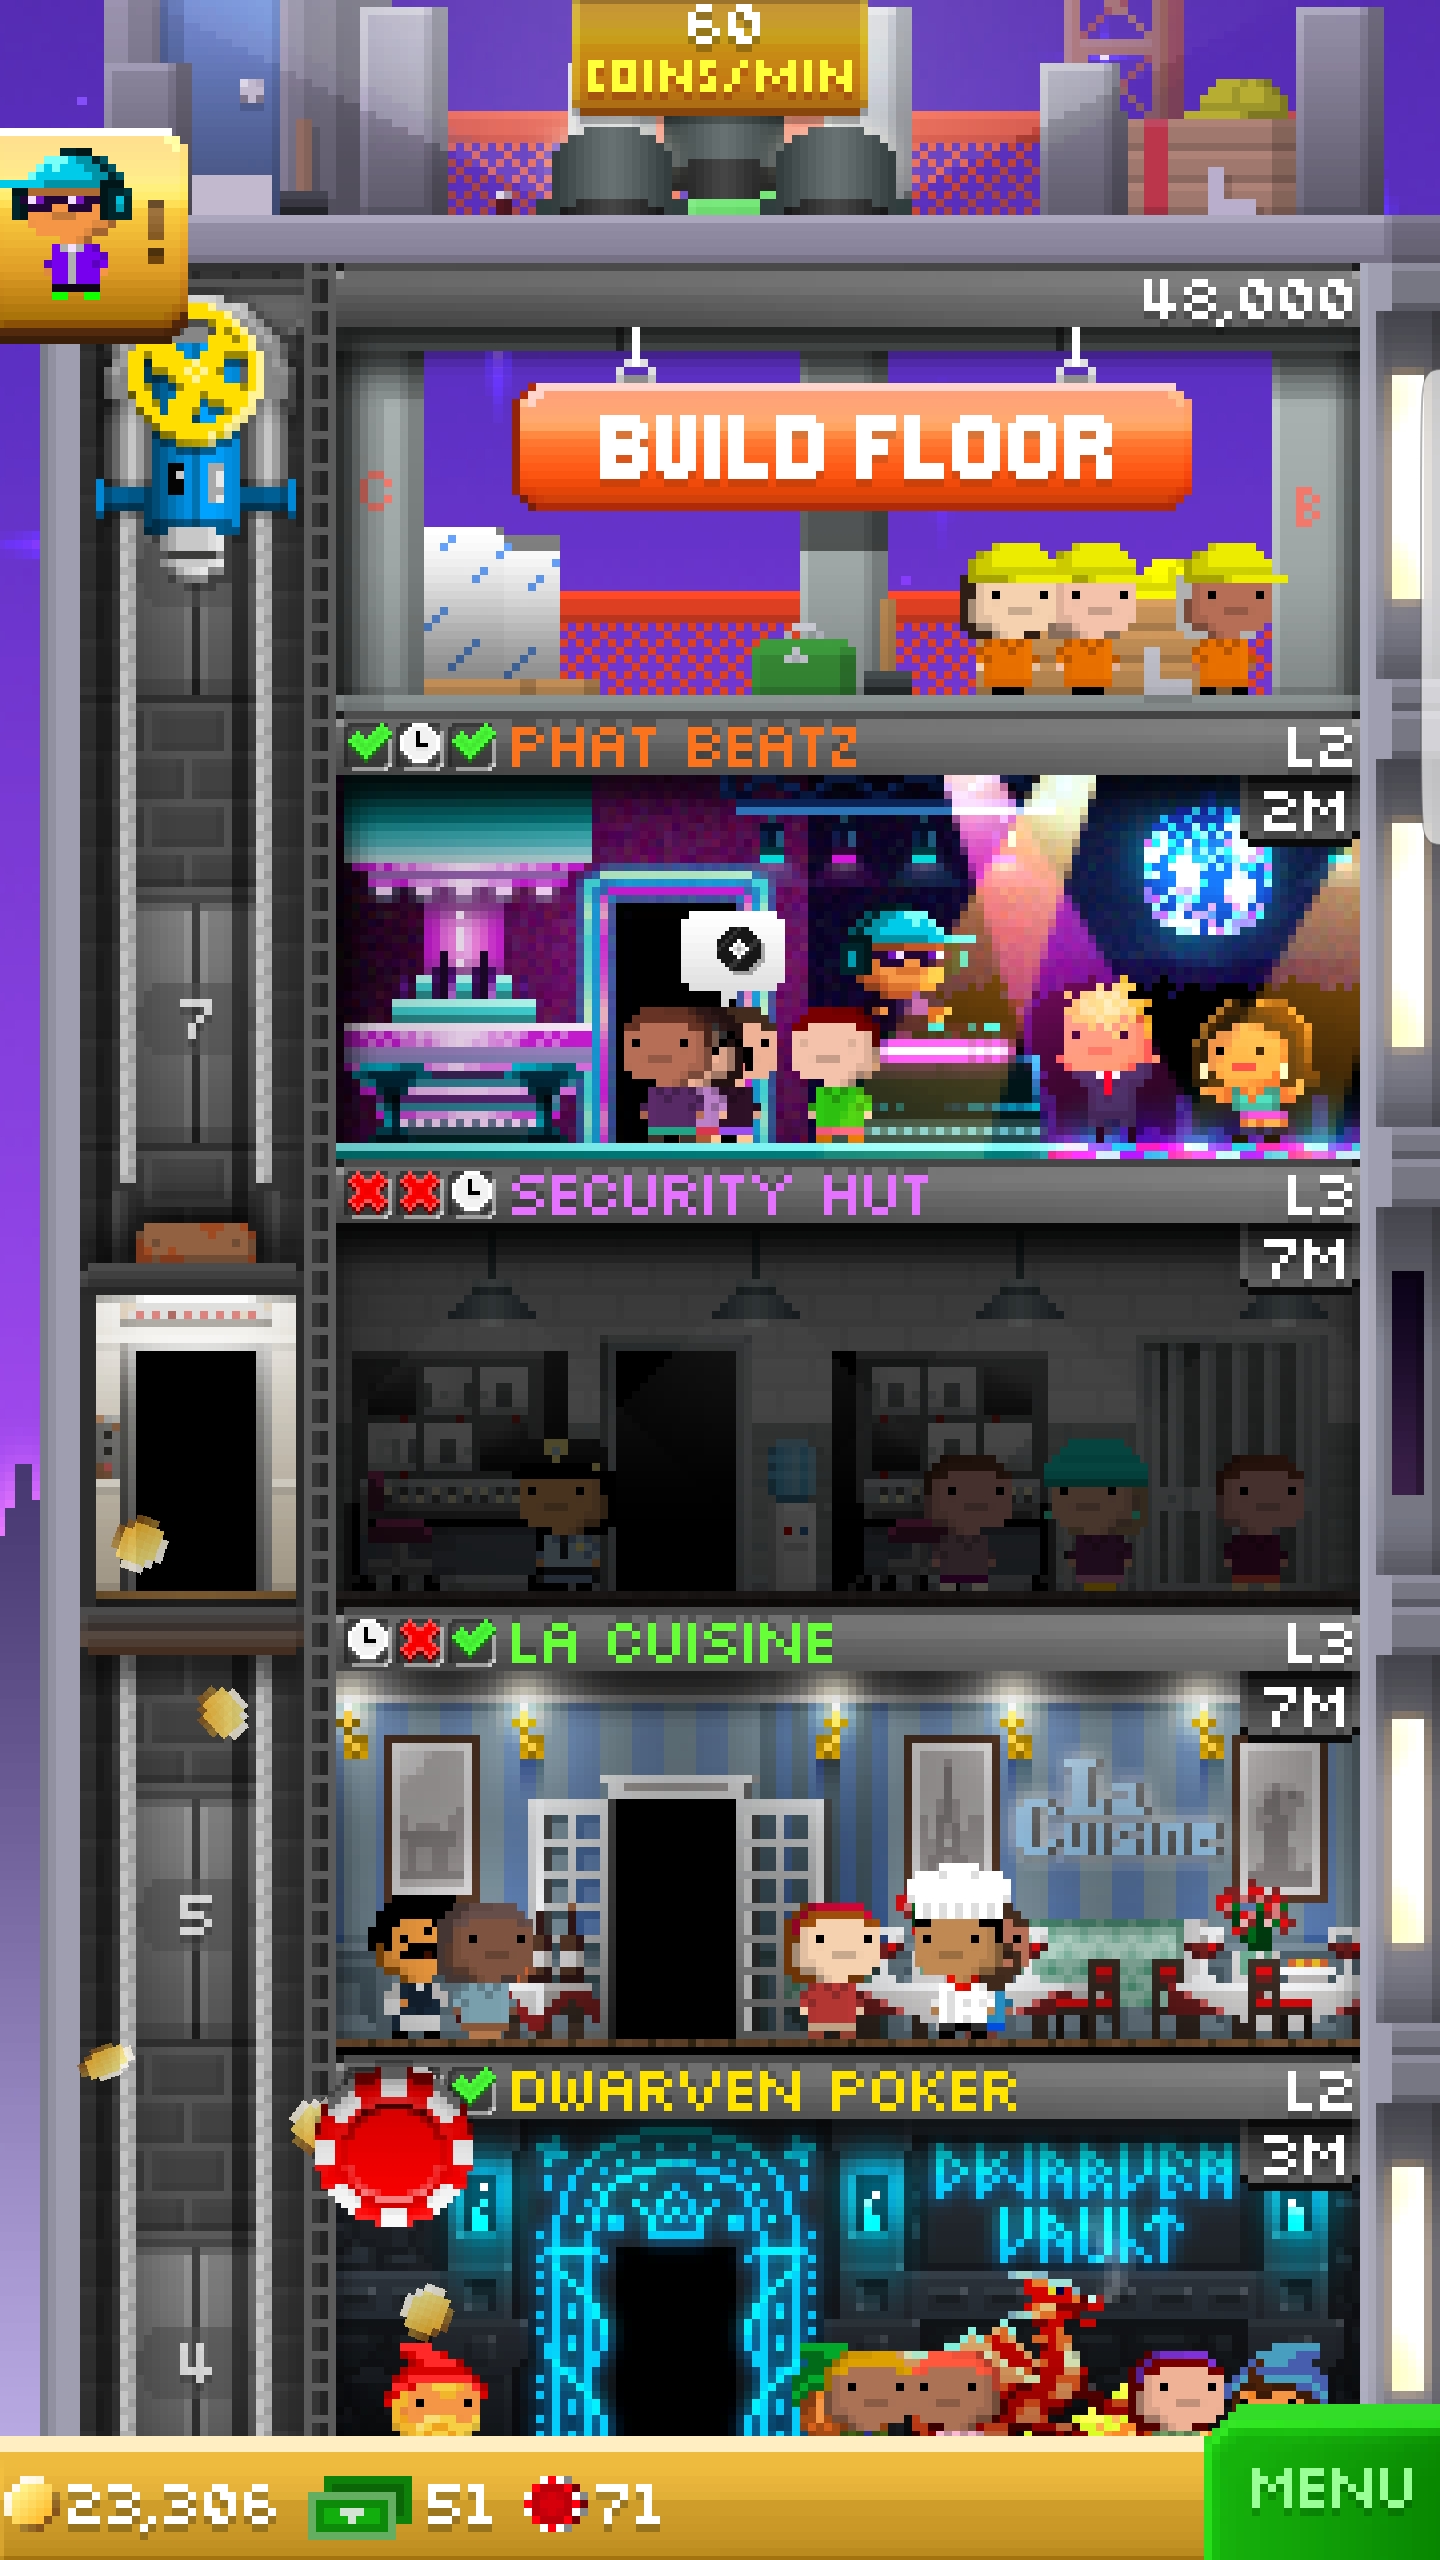 60
COINS/MIN
48,000
BUILD FLOOR
C
B
PHAT BEATZ L2
2M
7
SECURITY HUT L3
7M
LA CUISINE L3
7M
La
Cuisine
5
DWARVEN POKER L2
3M
DWARVEN
VAULT
4
23,306 51 71
MENU